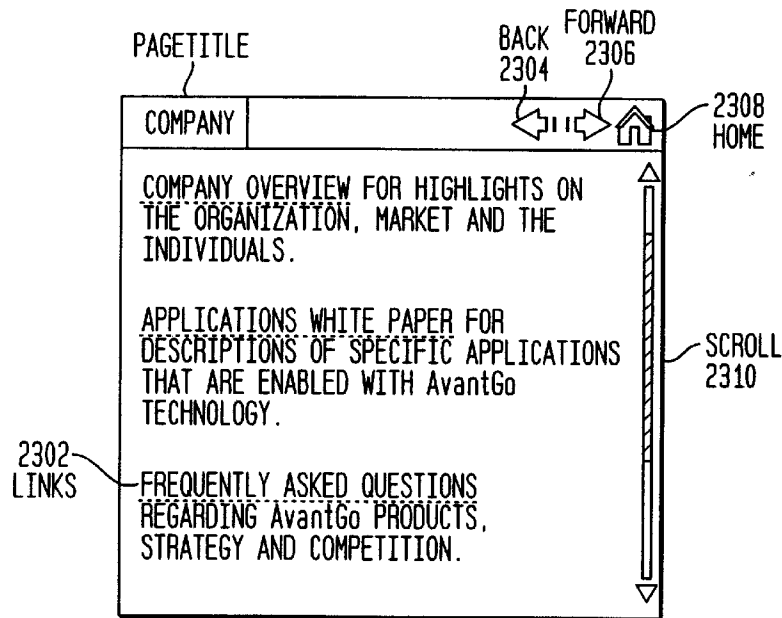 PAGETITLE
BACK
2304
FORWARD
2306
2308
HOME
COMPANY
COMPANY OVERVIEW FOR HIGHLIGHTS ON
THE ORGANIZATION, MARKET AND THE
INDIVIDUALS.
APPLICATIONS WHITE PAPER FOR
DESCRIPTIONS OF SPECIFIC APPLICATIONS
THAT ARE ENABLED WITH AvantGo
TECHNOLOGY.
SCROLL
2310
2302
LINKS
FREQUENTLY ASKED QUESTIONS
REGARDING AvantGo PRODUCTS,
STRATEGY AND COMPETITION.